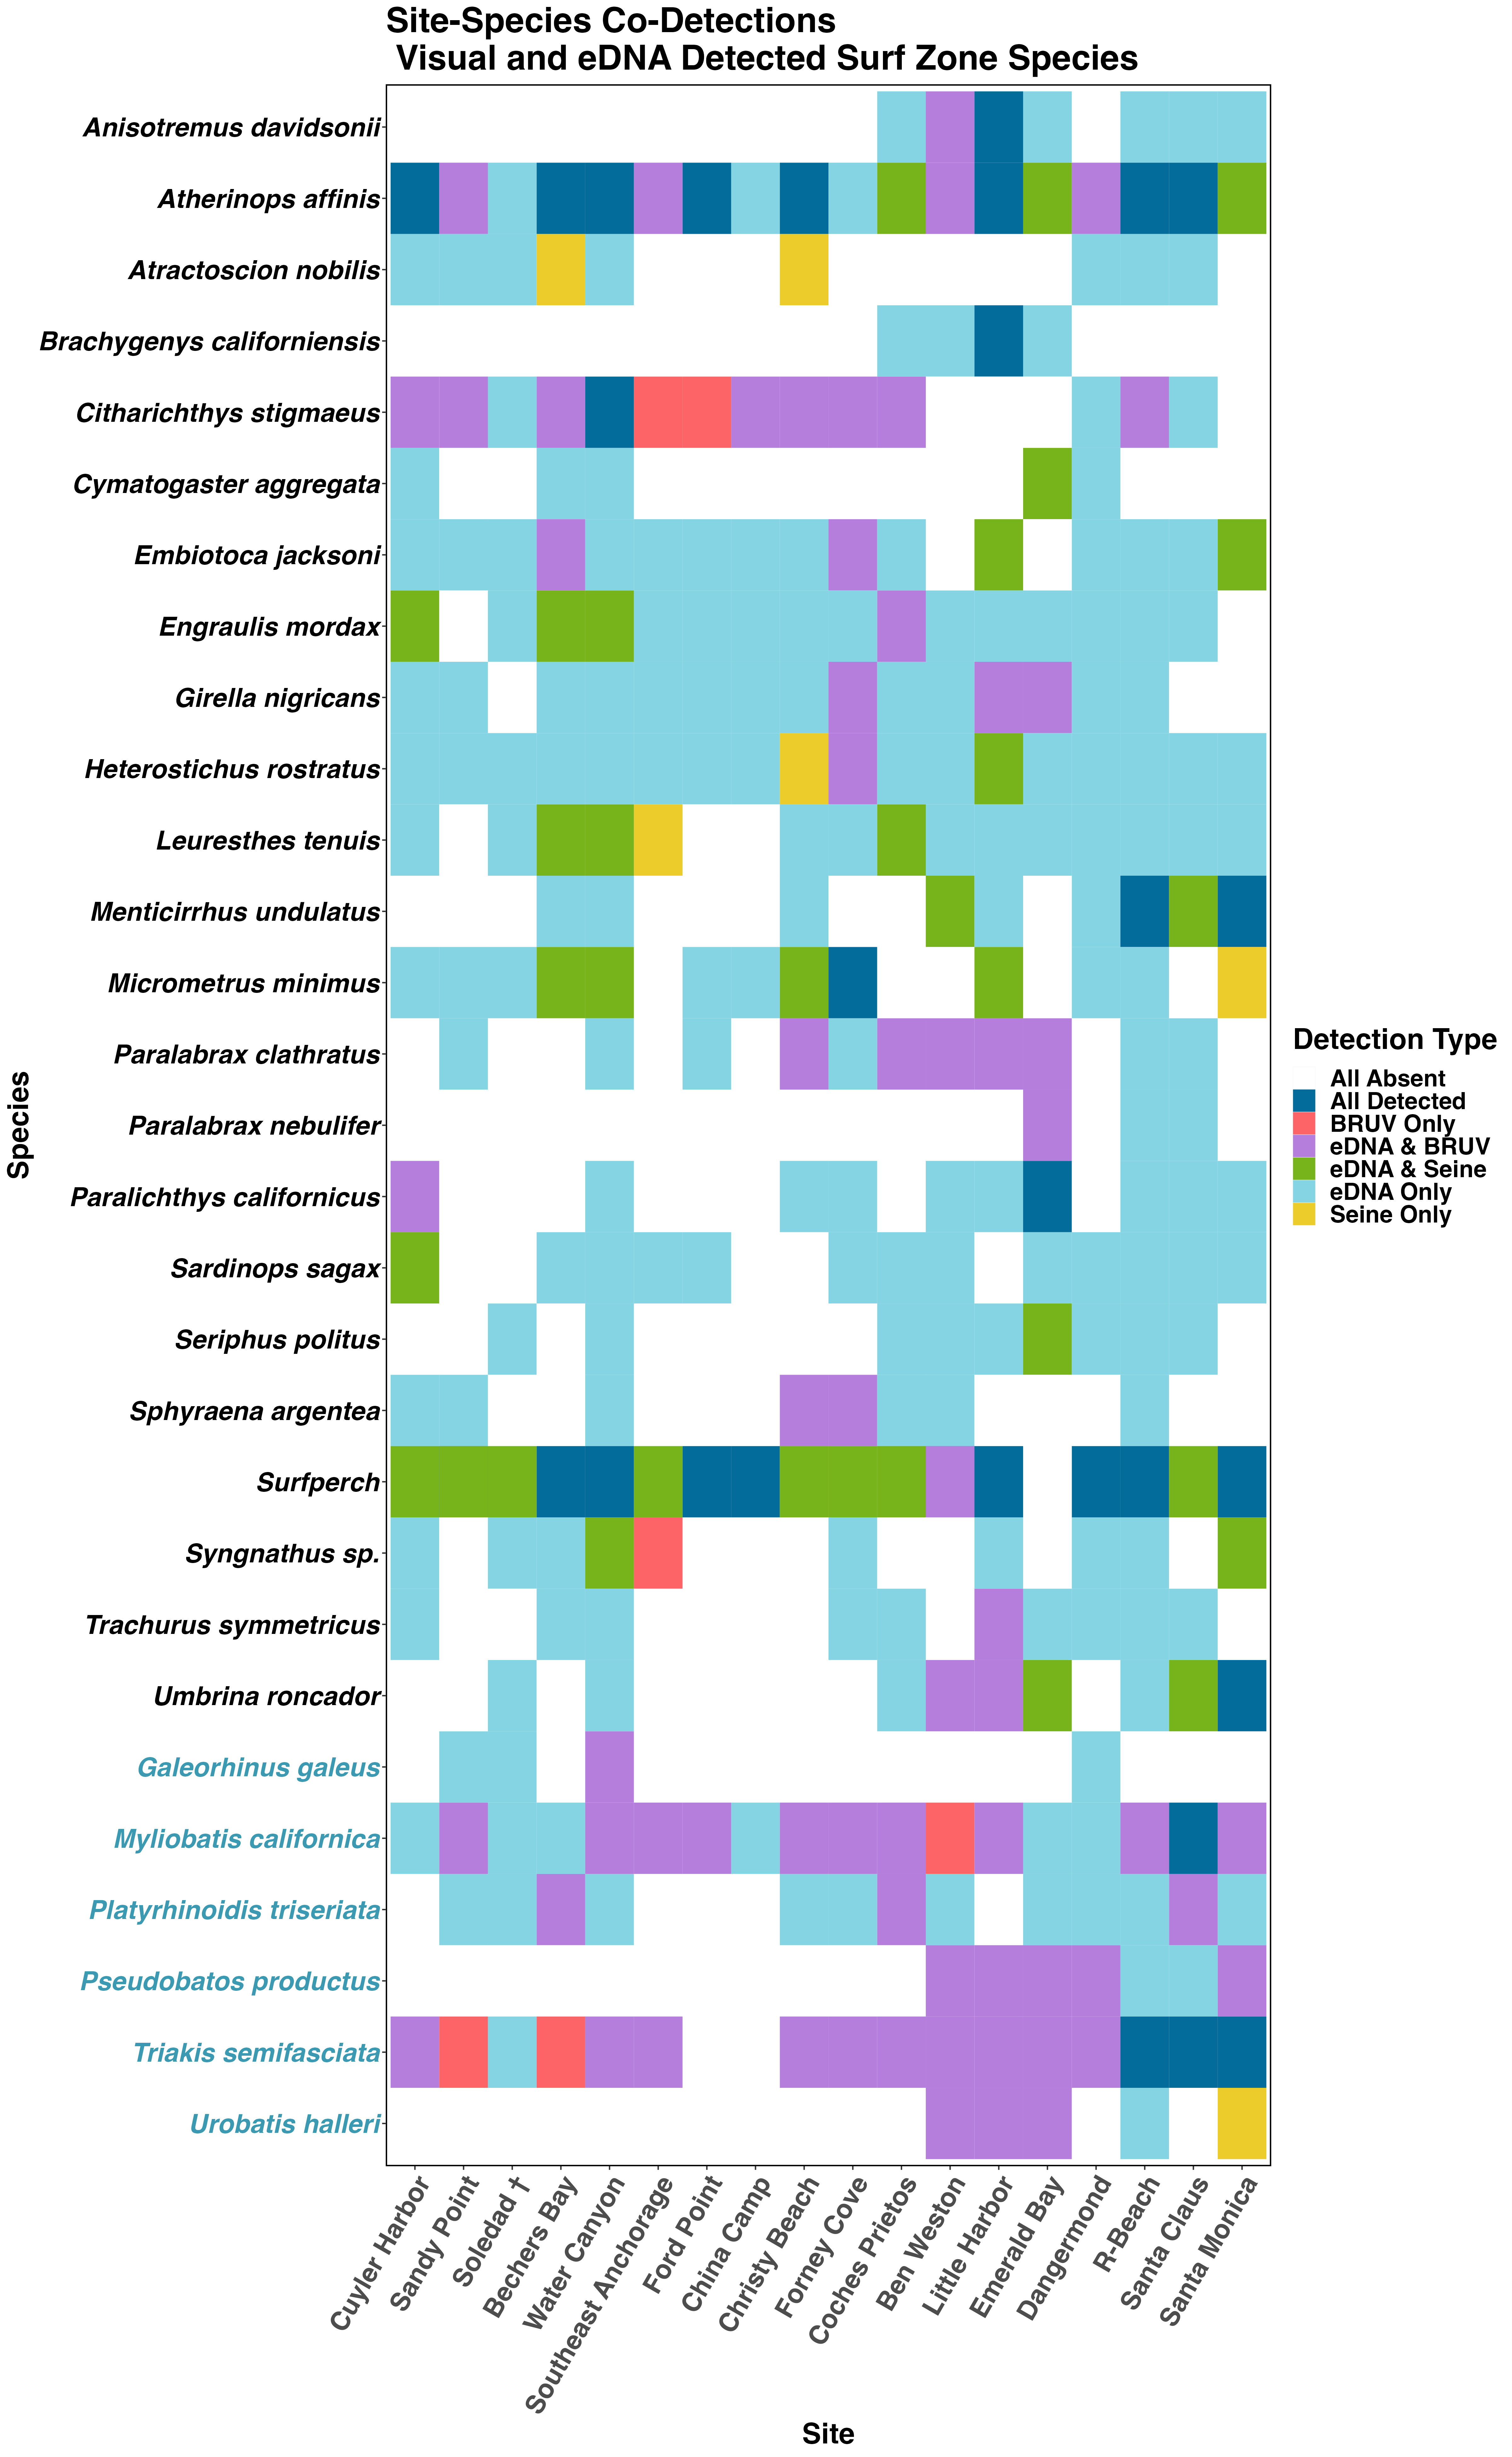 Site-Species Co-Detections
Visual and eDNA Detected Surf Zone Species
Species
Anisotremus davidsonii
Atherinops affinis
Atractoscion nobilis
Brachygenys californiensis
Citharichthys stigmaeus
Cymatogaster aggregata
Embiotoca jacksoni
Engraulis mordax
Girella nigricans
Heterostichus rostratus
Leuresthes tenuis
Menticirrhus undulatus
Micrometrus minimus
Paralabrax clathratus
Paralabrax nebulifer
Paralichthys californicus
Sardinops sagax
Seriphus politus
Sphyraena argentea
Surfperch
Syngnathus sp.
Trachurus symmetricus
Umbrina roncador
Galeorhinus galeus
Myliobatis californica
Platyrhinoidis triseriata
Pseudobatos productus
Triakis semifasciata
Urobatis halleri
Cuyler Harbor
Sandy Point
Soledad †
Bechers Bay
Water Canyon
Southeast Anchorage
Ford Point
China Camp
Christy Beach
Forney Cove
Coches Prietos
Ben Weston
Little Harbor
Emerald Bay
Dangermond
R-Beach
Santa Claus
Santa Monica
Site
Detection Type
All Absent
All Detected
BRUV Only
eDNA & BRUV
eDNA & Seine
eDNA Only
Seine Only